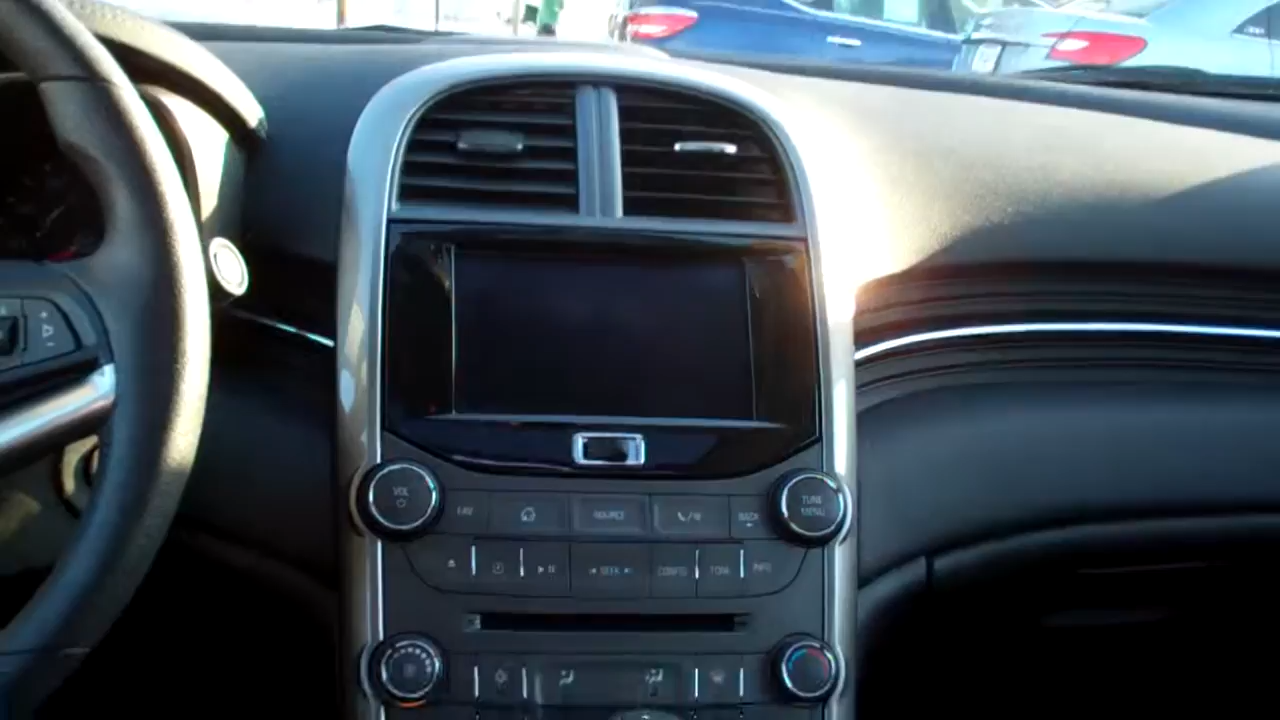 VOL
TUNE
MENU
FAV
SOURCE
BACK
SEEK
CONFIG
TONE
INFO